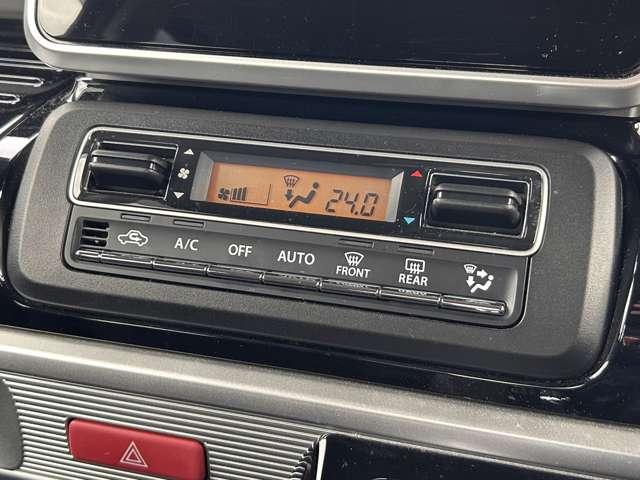 24.0
A/C OFF AUTO FRONT REAR